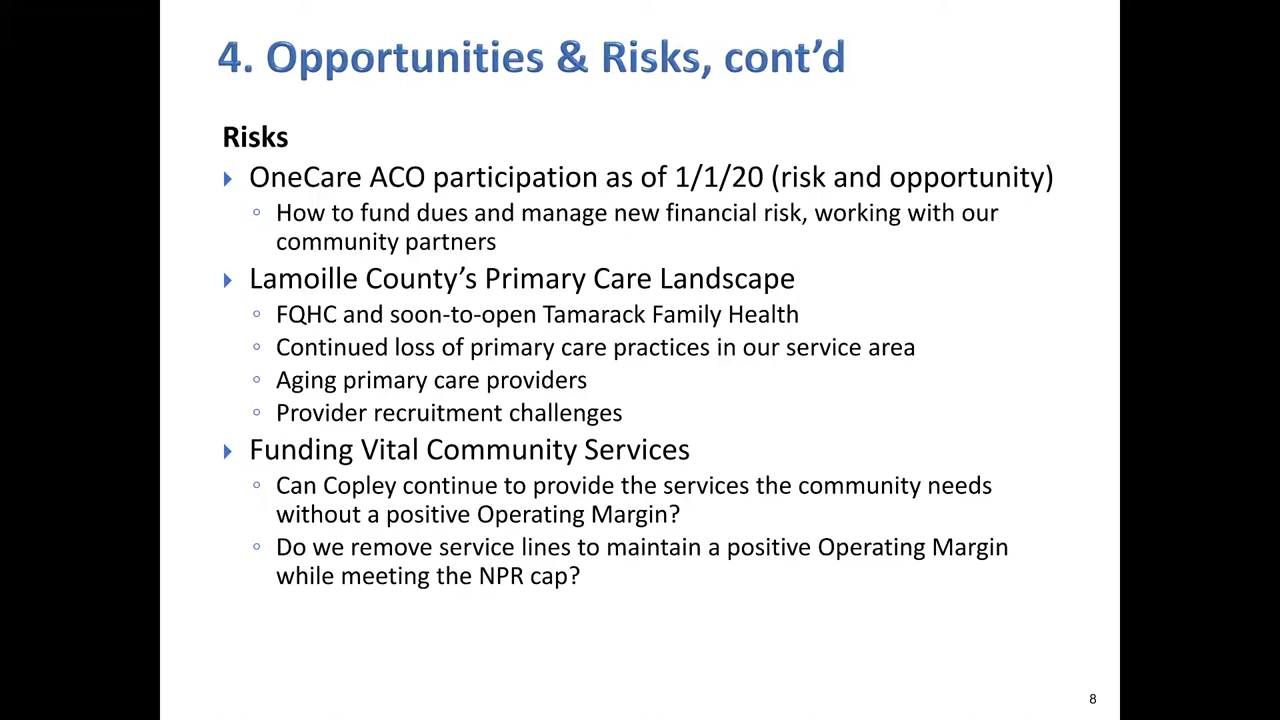 4. Opportunities & Risks, cont’d
Risks
OneCare ACO participation as of 1/1/20 (risk and opportunity)
How to fund dues and manage new financial risk, working with our
community partners
Lamoille County’s Primary Care Landscape
FQHC and soon-to-open Tamarack Family Health
Continued loss of primary care practices in our service area
Aging primary care providers
Provider recruitment challenges
Funding Vital Community Services
Can Copley continue to provide the services the community needs
without a positive Operating Margin?
Do we remove service lines to maintain a positive Operating Margin
while meeting the NPR cap?
8